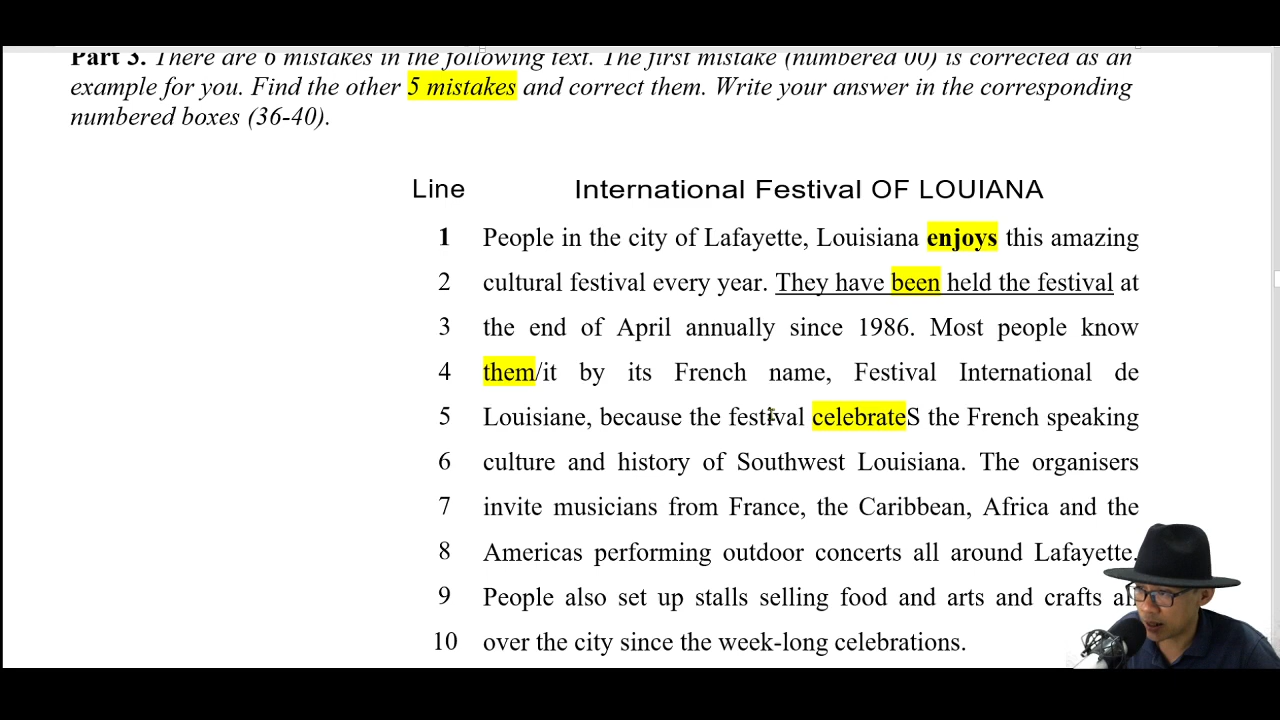 Part 3. There are 6 mistakes in the following text. The first mistake (numbered 00) is corrected as an
example for you. Find the other 5 mistakes and correct them. Write your answer in the corresponding
numbered boxes (36-40).
Line International Festival OF LOUIANA
1 People in the city of Lafayette, Louisiana enjoys this amazing
2 cultural festival every year. They have been held the festival at
3 the end of April annually since 1986. Most people know
4 them/it by its French name, Festival International de
5 Louisiane, because the festival celebrateS the French speaking
6 culture and history of Southwest Louisiana. The organisers
7 invite musicians from France, the Caribbean, Africa and the
8 Americas performing outdoor concerts all around Lafayette.
9 People also set up stalls selling food and arts and crafts
10 over the city since the week-long celebrations.